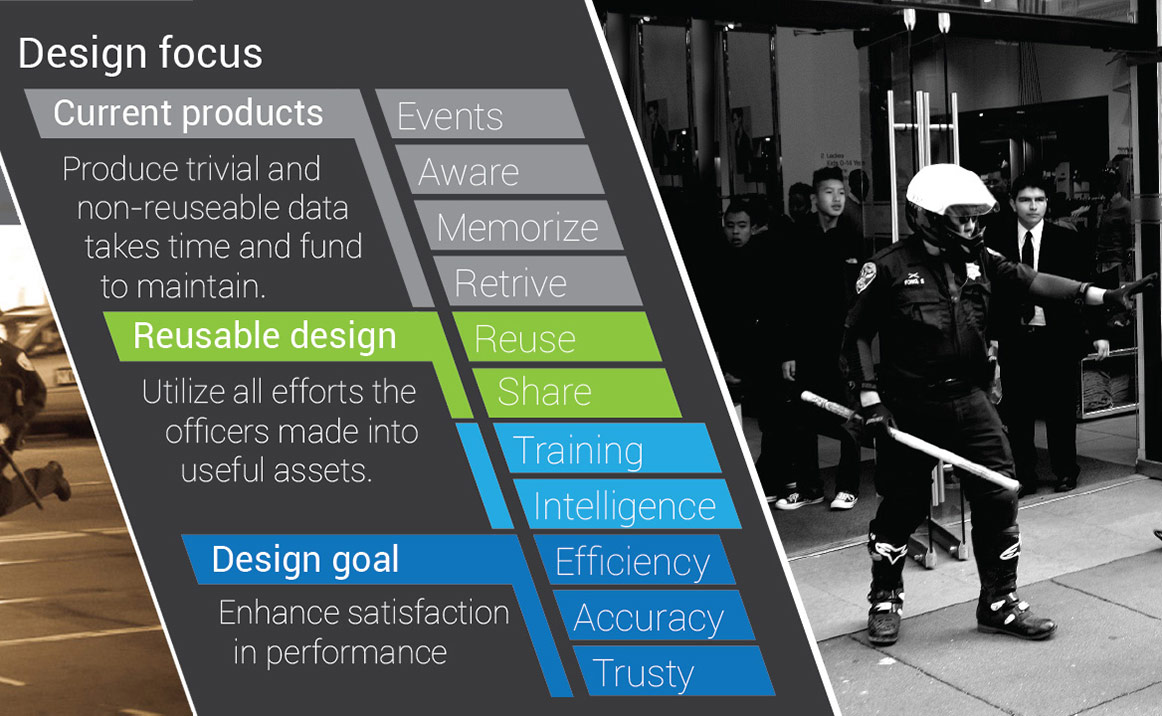 Design focus
Current products
Produce trivial and
non-reuseable data
takes time and fund
to maintain.
Events
Aware
Memorize
Retrive
Reusable design
Utilize all efforts the
officers made into
useful assets.
Reuse
Share
Training
Intelligence
Design goal
Enhance satisfaction
in performance
Efficiency
Accuracy
Trusty